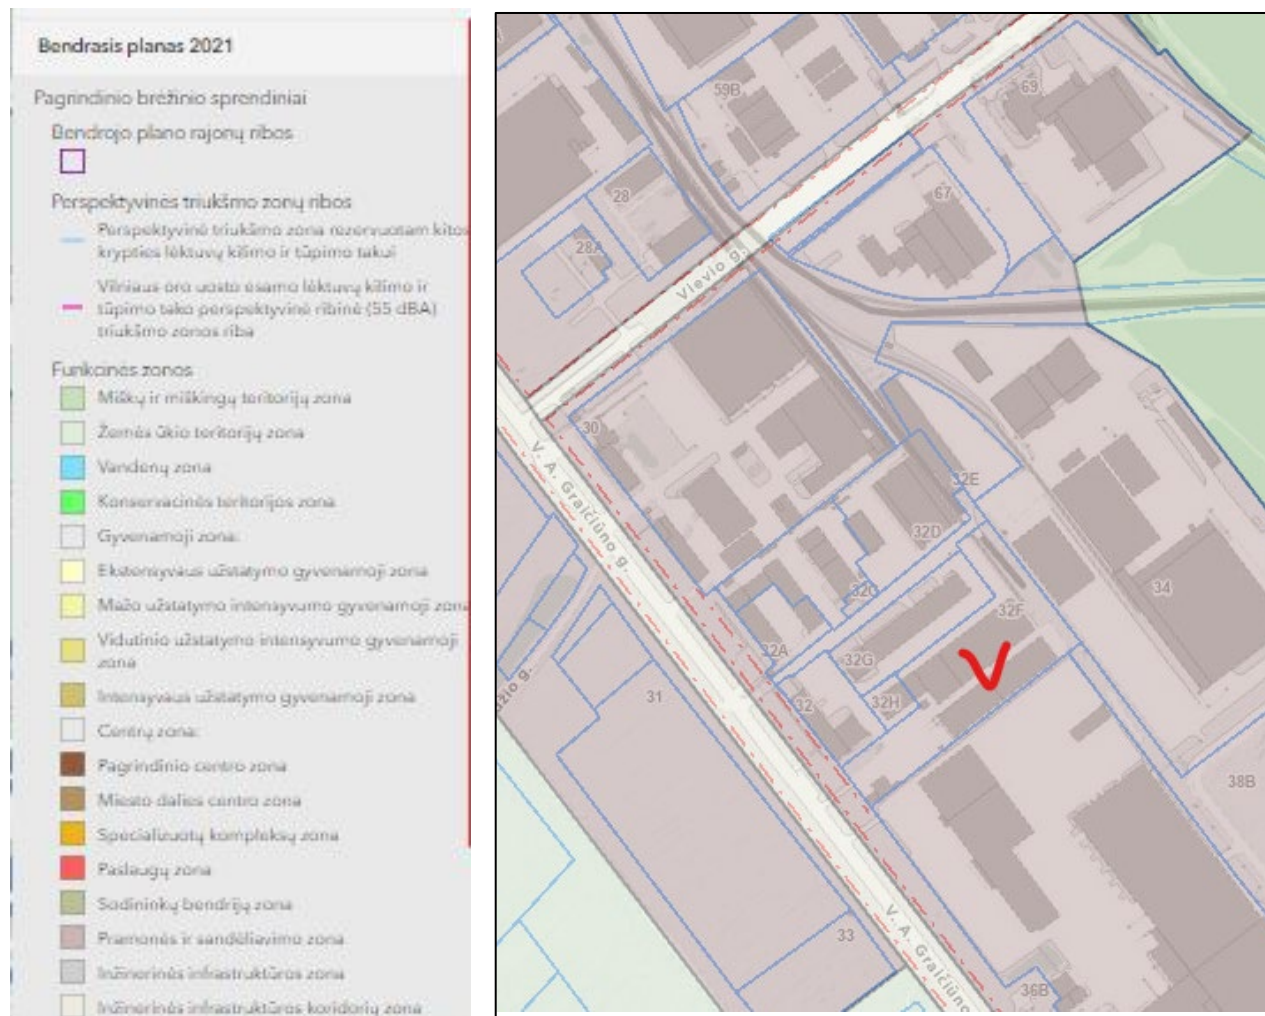 Bendrasis planas 2021
Pagrindinio brėžinio sprendiniai
Bendrojo plano rajonų ribos
Perspektyvinės triukšmo zonų ribos
Perspektyvinė triukšmo zona rezervuotam kitos
krypties lėktuvų kilimo ir tūpimo takui
Vilniaus oro uosto esamo lėktuvų kilimo ir
tūpimo tako perspektyvinė ribinė (55 dBA)
triukšmo zonos riba
Funkcinės zonos
Miškų ir miškingų teritorijų zona
Žemės ūkio teritorijų zona
Vandenų zona
Konservacinės teritorijos zona
Gyvenamoji zona:
Ekstensyvaus užstatymo gyvenamoji zona
Mažo užstatymo intensyvumo gyvenamoji zona
Vidutinio užstatymo intensyvumo gyvenamoji
zona
Intensyvaus užstatymo gyvenamoji zona
Centrų zona:
Pagrindinio centro zona
Miesto dalies centro zona
Specializuotų kompleksų zona
Paslaugų zona
Sodininkų bendrijų zona
Pramonės ir sandėliavimo zona
Inžinerinės infrastruktūros zona
Inžinerinės infrastruktūros koridorių zona
59B
69
28
67
28A
Vievio g.
30
V. A. Graičiūno g.
32E
32D
32C
34
32F
32A
32G
31
32H
32
žio g.
38B
33
V. A. Graičiūno
36B